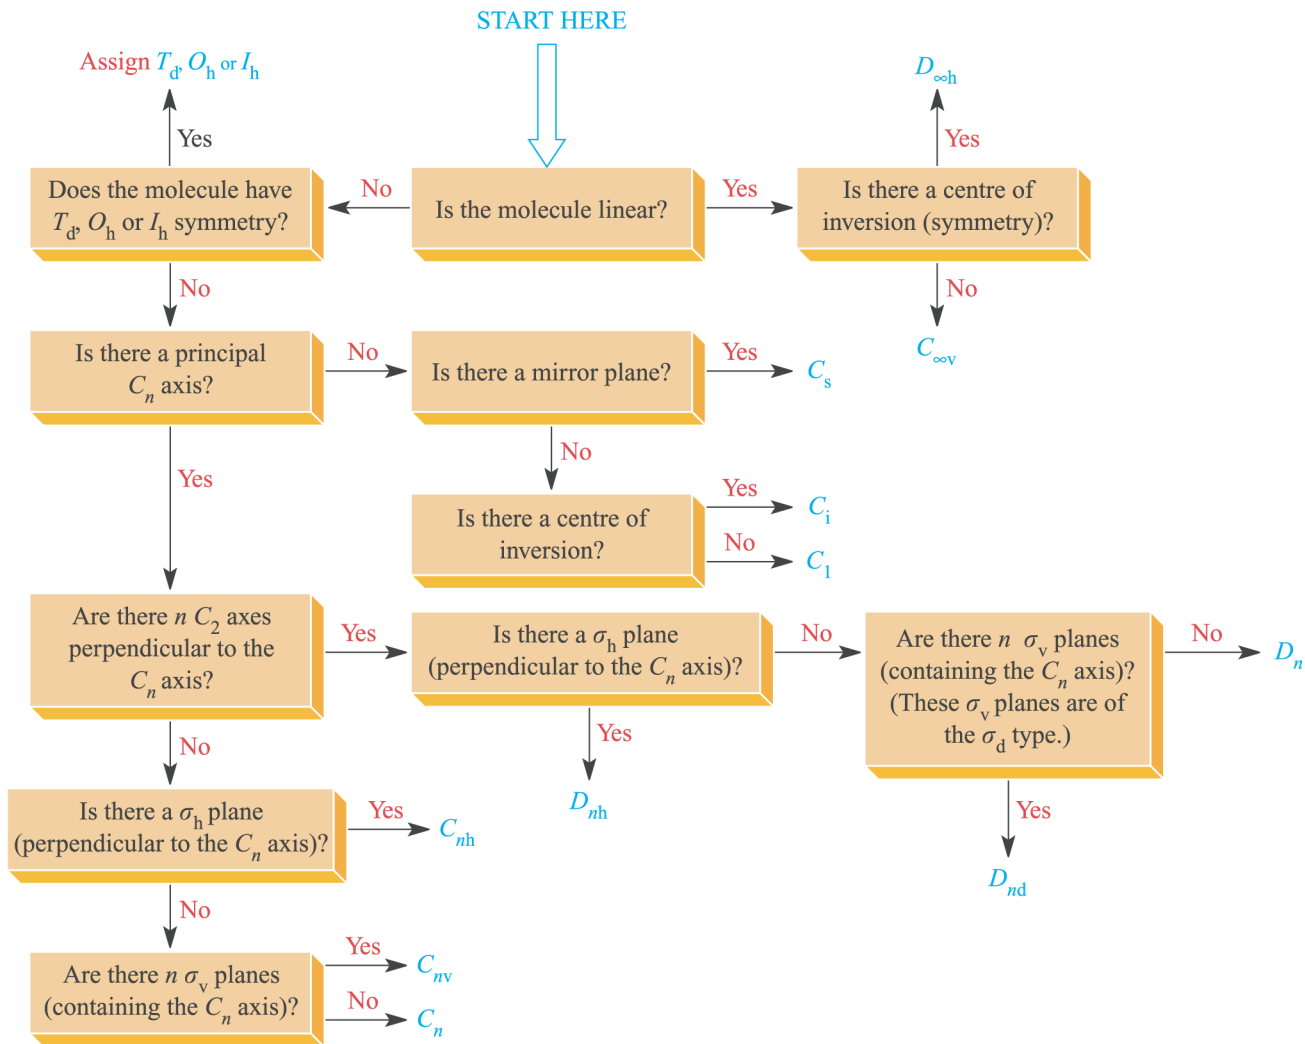 START HERE
Assign T_d, O_h or I_h
D_∞h
Yes
Yes
Does the molecule have
T_d, O_h or I_h symmetry?
No
Is the molecule linear?
Yes
Is there a centre of
inversion (symmetry)?
No
No
C_∞v
Is there a principal
C_n axis?
No
Is there a mirror plane?
Yes
C_s
Yes
No
Is there a centre of
inversion?
Yes
C_i
No
C_1
Are there n C_2 axes
perpendicular to the
C_n axis?
Yes
Is there a σ_h plane
(perpendicular to the C_n axis)?
No
Are there n σ_v planes
(containing the C_n axis)?
(These σ_v planes are of
the σ_d type.)
No
D_n
No
Yes
D_nh
Yes
D_nd
Is there a σ_h plane
(perpendicular to the C_n axis)?
Yes
C_nh
No
Are there n σ_v planes
(containing the C_n axis)?
Yes
C_nv
No
C_n